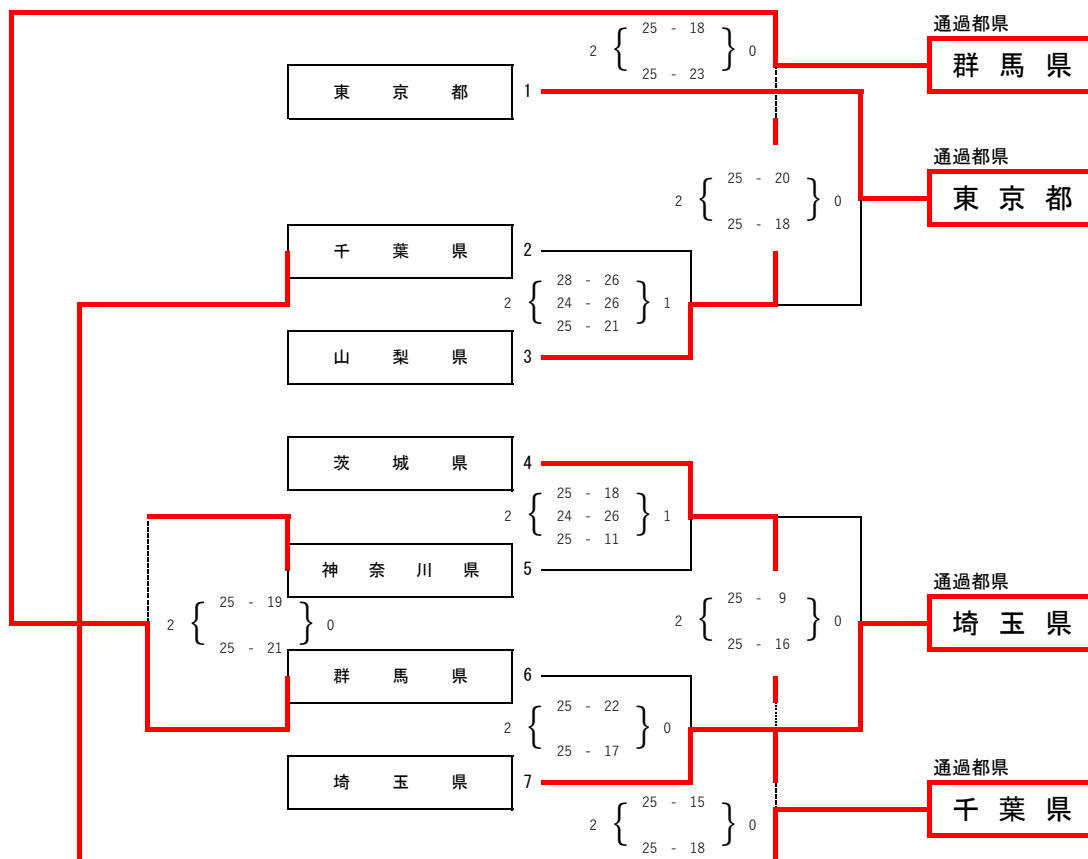 通過都県
25 - 18
2 { } 0
25 - 23
群馬県
東京都 1
通過都県
25 - 20
2 { } 0
25 - 18
東京都
千葉県 2
28 - 26
2 { 24 - 26 } 1
25 - 21
山梨県 3
茨城県 4
25 - 18
2 { 24 - 26 } 1
25 - 11
神奈川県 5
通過都県
25 - 19
2 { } 0
25 - 21
25 - 9
2 { } 0
25 - 16
埼玉県
群馬県 6
25 - 22
2 { } 0
25 - 17
埼玉県 7
通過都県
25 - 15
2 { } 0
25 - 18
千葉県